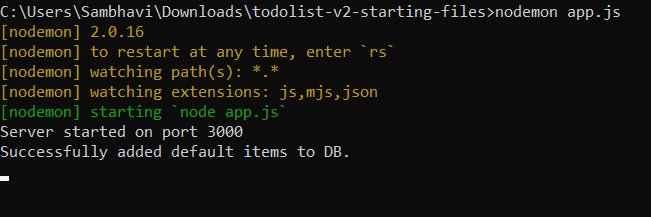 C:\Users\Sambhavi\Downloads\todolist-v2-starting-files>nodemon app.js
[nodemon] 2.0.16
[nodemon] to restart at any time, enter `rs`
[nodemon] watching path(s): *.*
[nodemon] watching extensions: js,mjs,json
[nodemon] starting `node app.js`
Server started on port 3000
Successfully added default items to DB.